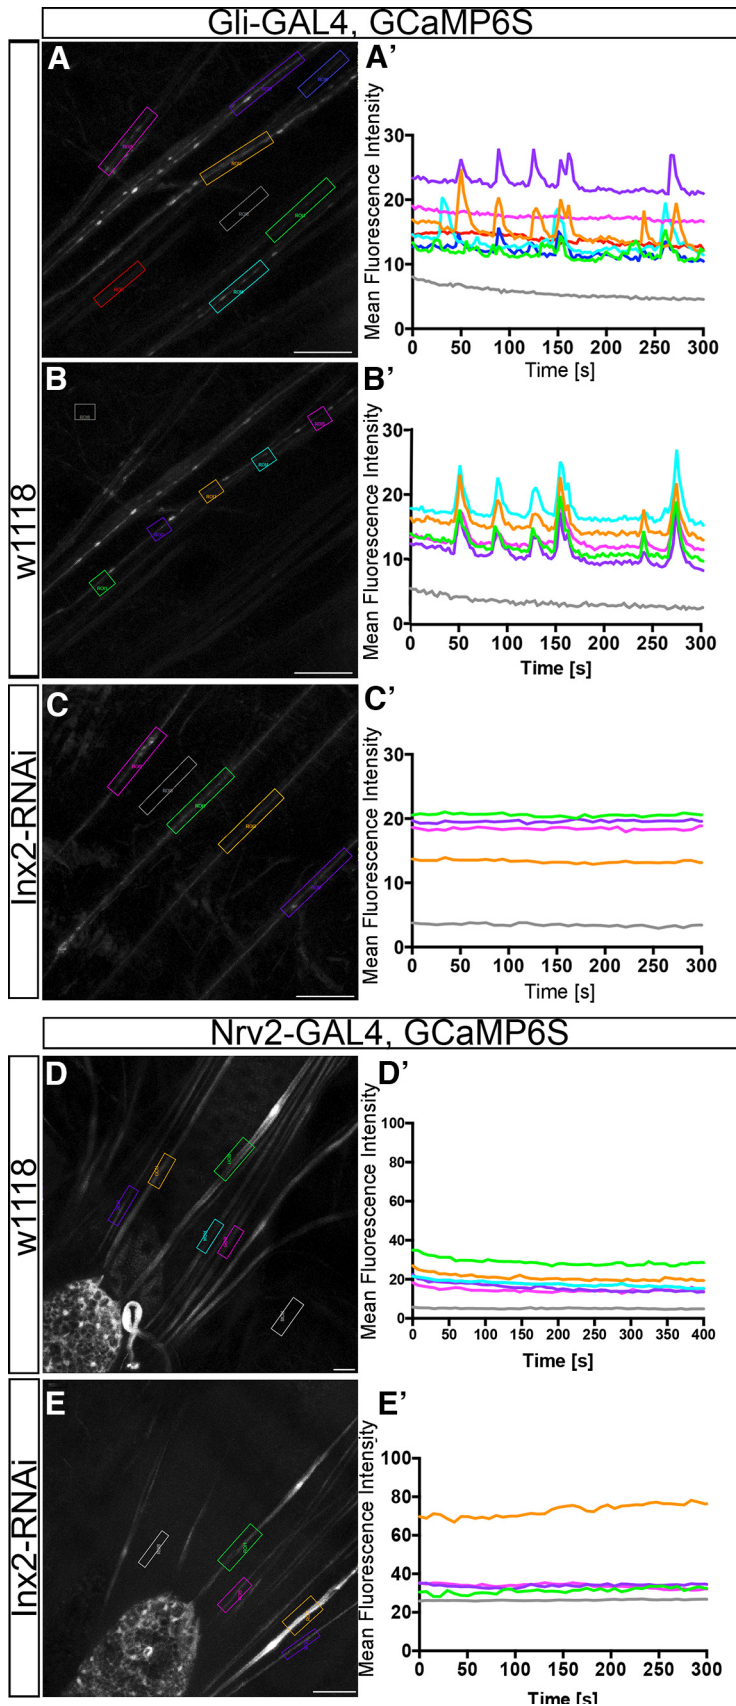 Gli-GAL4, GCaMP6S
w1118
A
A’
Mean Fluorescence Intensity
30
20
10
0
0 50 100 150 200 250 300
Time [s]
B
B’
Mean Fluorescence Intensity
30
20
10
0
0 50 100 150 200 250 300
Time [s]
Inx2-RNAi
C
C’
Mean Fluorescence Intensity
30
20
10
0
0 50 100 150 200 250 300
Time [s]
Nrv2-GAL4, GCaMP6S
w1118
D
D’
Mean Fluorescence Intensity
100
80
60
40
20
0
0 50 100 150 200 250 300 350 400
Time [s]
Inx2-RNAi
E
E’
Mean Fluorescence Intensity
100
80
60
40
20
0
0 50 100 150 200 250 300
Time [s]